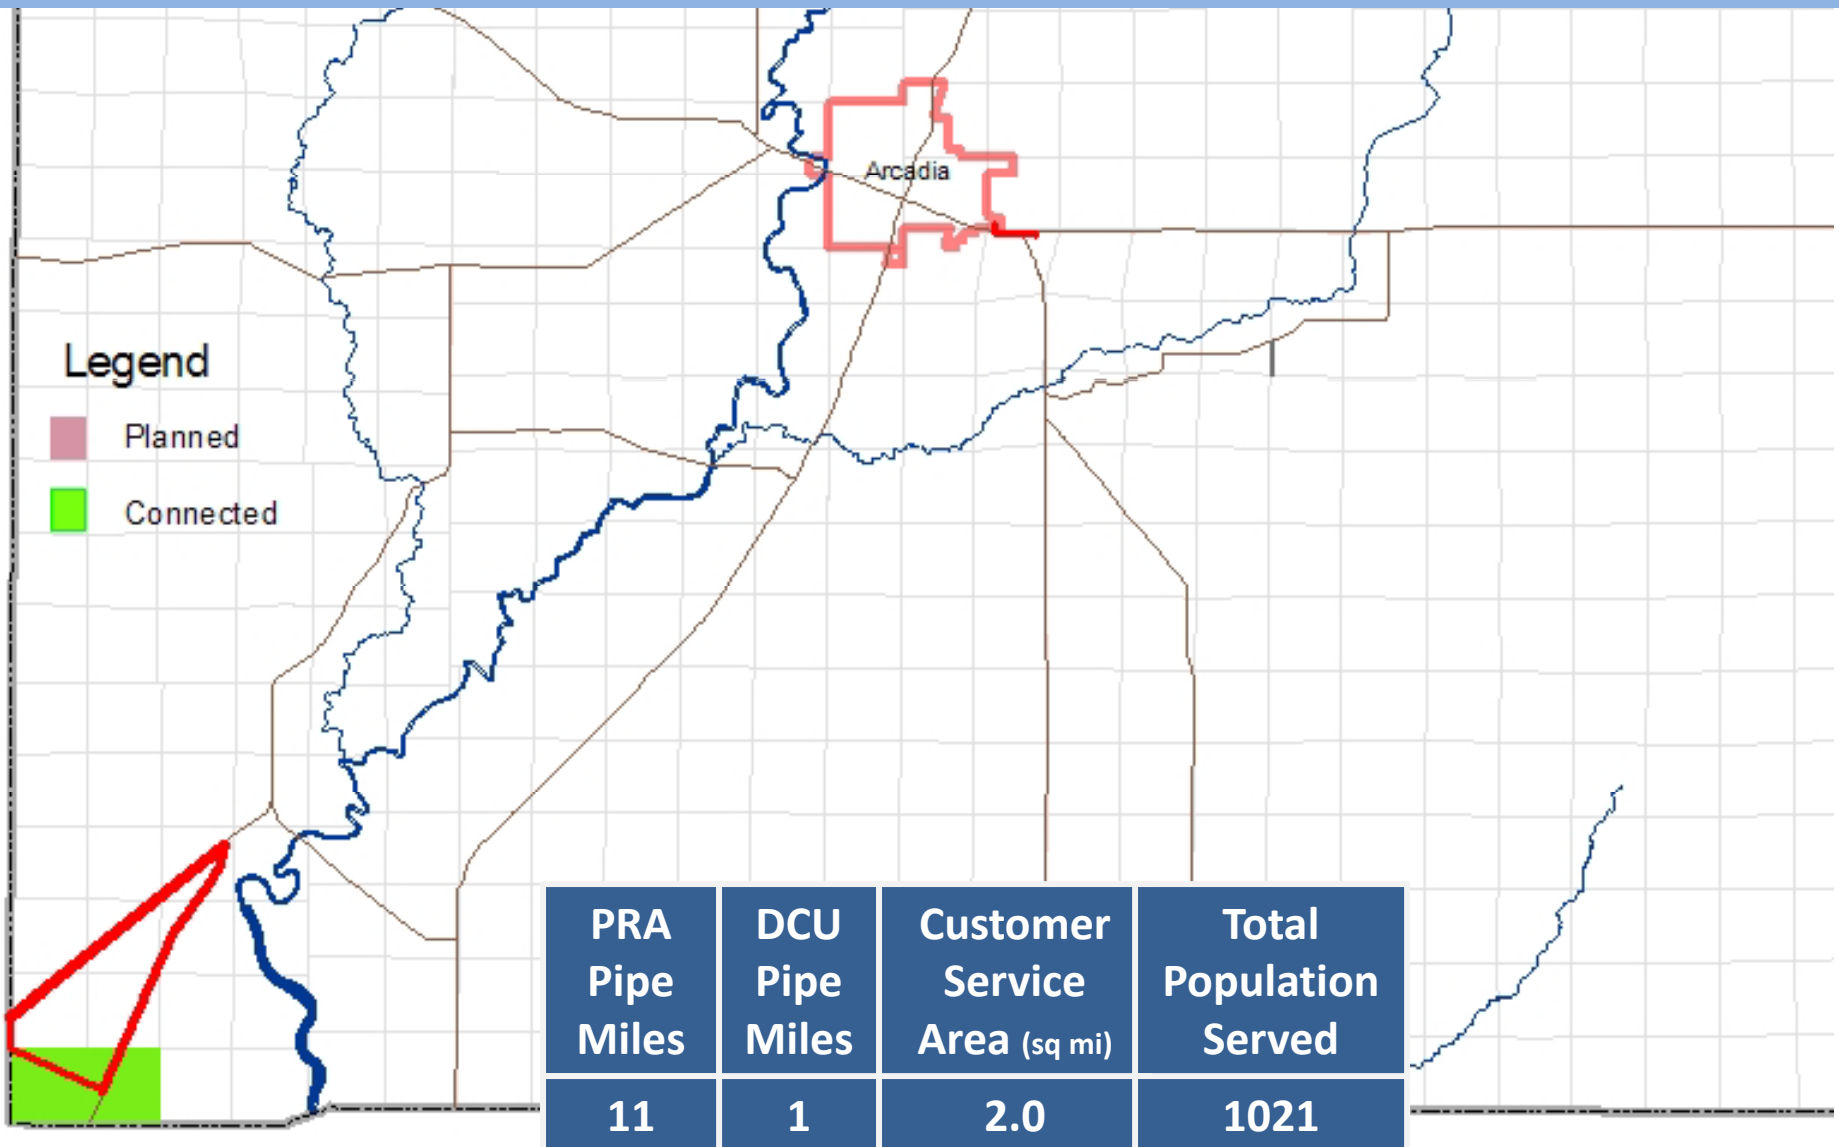 Arcadia
Legend
Planned
Connected
PRA Pipe Miles
DCU Pipe Miles
Customer Service Area (sq mi)
Total Population Served
11
1
2.0
1021